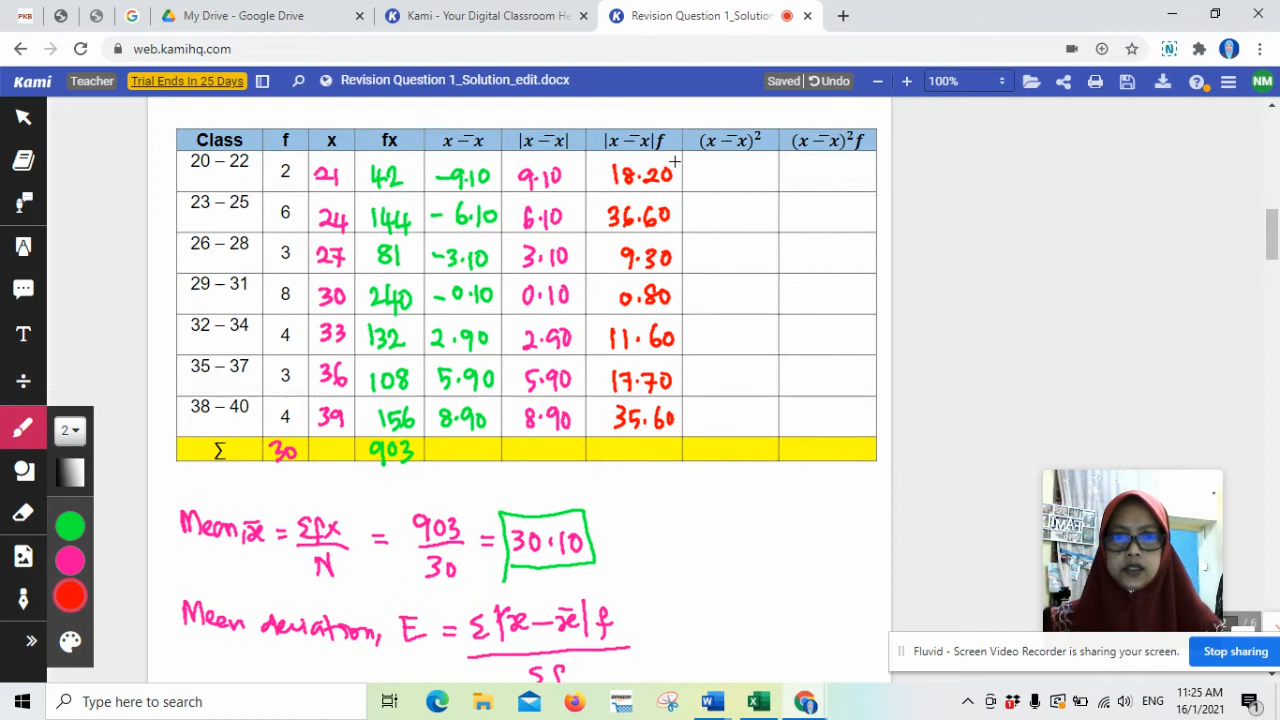 My Drive - Google Drive
Kami - Your Digital Classroom He
Revision Question 1_Solution
web.kamihq.com
Kami Teacher Trial Ends In 25 Days Revision Question 1_Solution_edit.docx Saved Undo 100% NM
Class f x fx x − x̄ |x − x̄| |x − x̄|f (x − x̄)² (x − x̄)²f
20 – 22 2 21 42 -9.10 9.10 18.20
23 – 25 6 24 144 -6.10 6.10 36.60
26 – 28 3 27 81 -3.10 3.10 9.30
29 – 31 8 30 240 -0.10 0.10 0.80
32 – 34 4 33 132 2.90 2.90 11.60
35 – 37 3 36 108 5.90 5.90 17.70
38 – 40 4 39 156 8.90 8.90 35.60
Σ 30 903
Mean, x̄ = Σfx / N = 903 / 30 = 30.10
Mean deviation, E = Σ|x − x̄| f
Σf
2
Fluvid - Screen Video Recorder is sharing your screen. Stop sharing
Type here to search
ENG
11:25 AM
16/1/2021